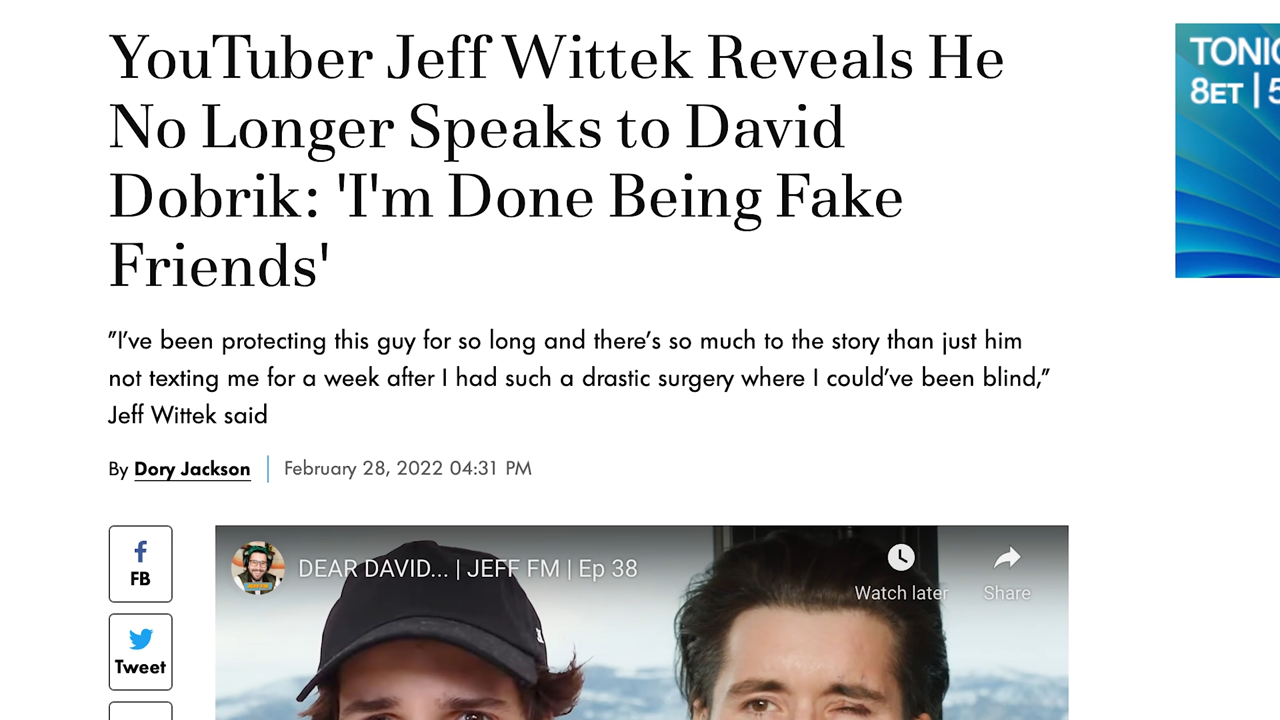 YouTuber Jeff Wittek Reveals He
No Longer Speaks to David
Dobrik: 'I'm Done Being Fake
Friends'
"I've been protecting this guy for so long and there's so much to the story than just him
not texting me for a week after I had such a drastic surgery where I could've been blind,"
Jeff Wittek said
By Dory Jackson | February 28, 2022 04:31 PM
FB
Tweet
DEAR DAVID... | JEFF FM | Ep 38
Watch later
Share
8ET |